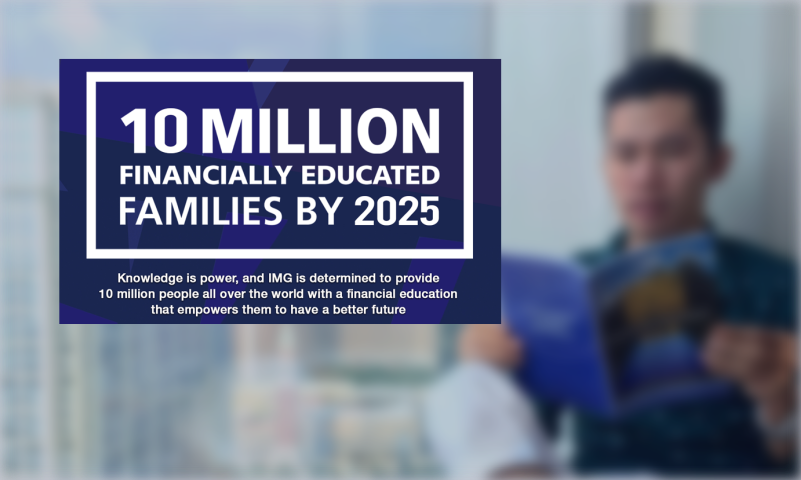 10 MILLION
FINANCIALLY EDUCATED
FAMILIES BY 2025
Knowledge is power, and IMG is determined to provide
10 million people all over the world with a financial education
that empowers them to have a better future